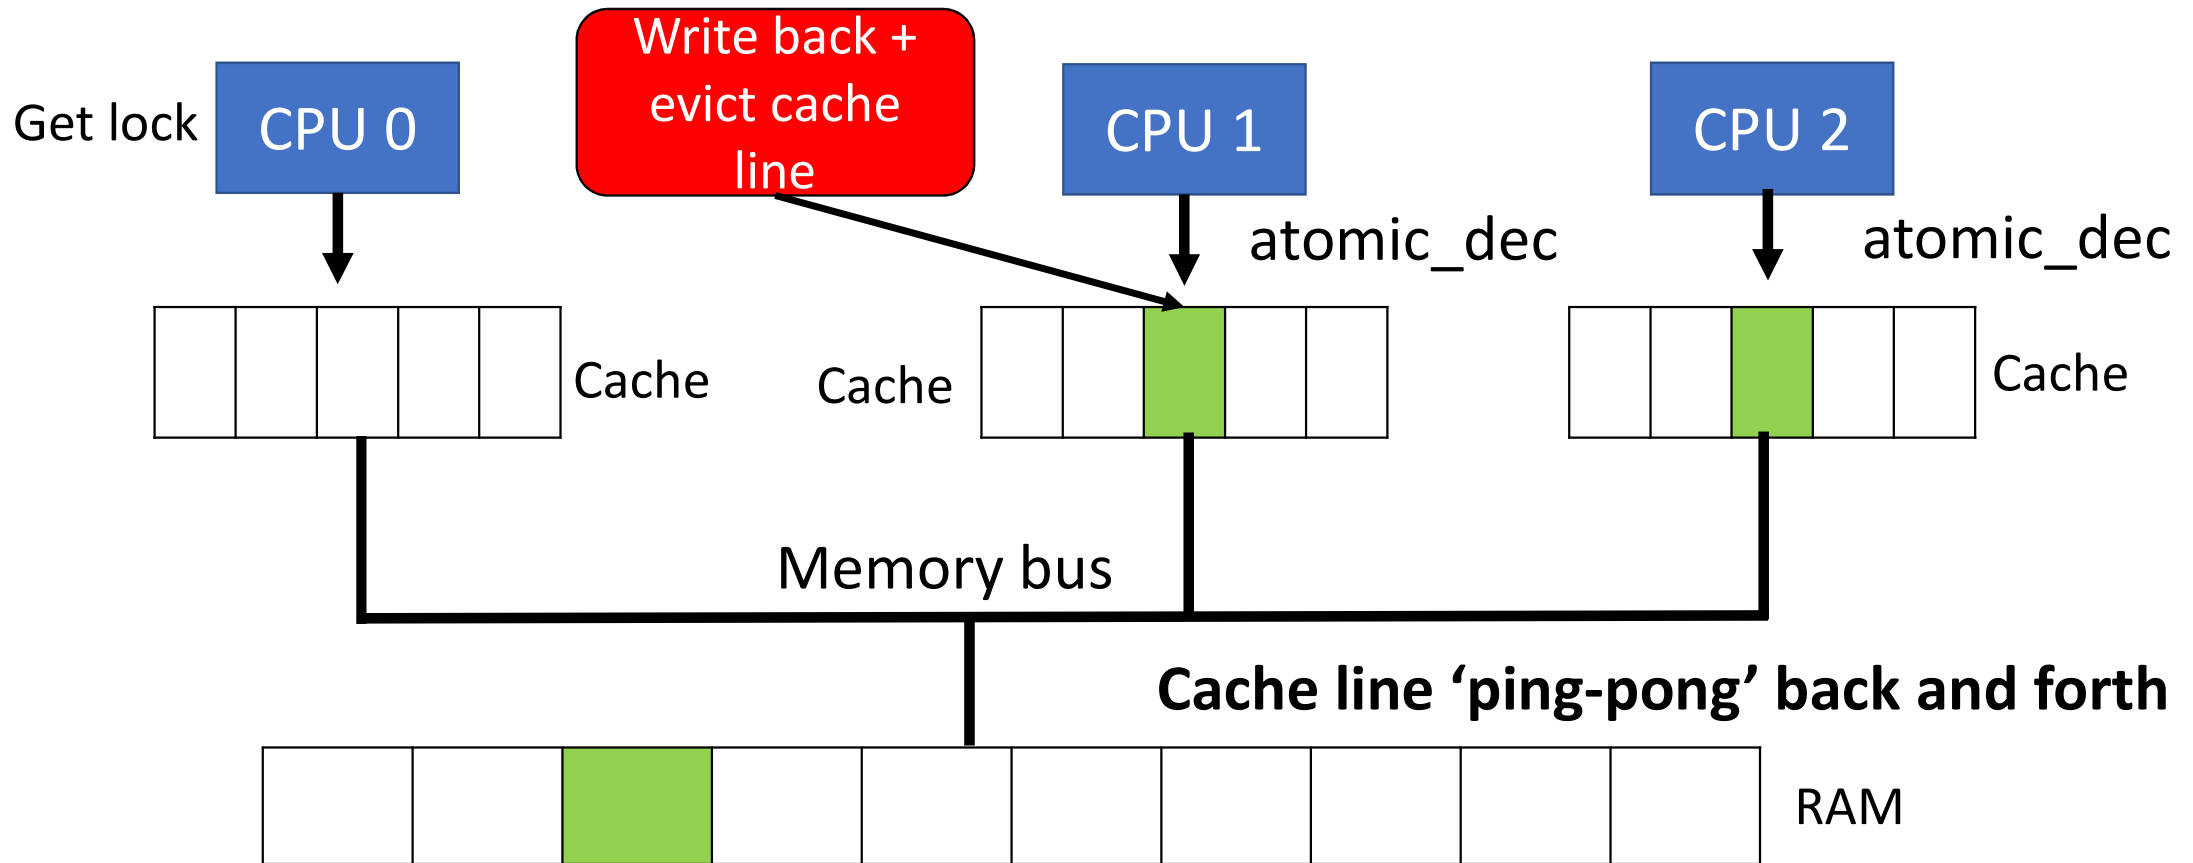 Write back +
evict cache
line
Get lock
CPU 0
CPU 1
CPU 2
atomic_dec
atomic_dec
Cache
Cache
Cache
Memory bus
Cache line ‘ping-pong’ back and forth
RAM